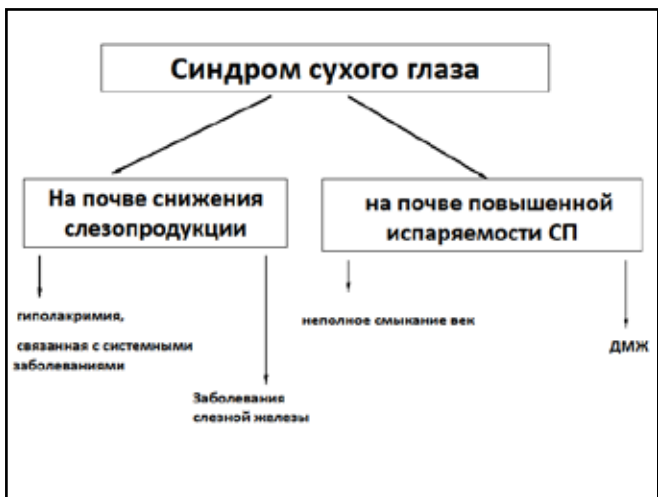 Синдром сухого глаза
На почве снижения
слезопродукции
на почве повышенной
испаряемости СП
гиполакримия,
связанная с системными
заболеваниями
Заболевания
слезной железы
неполное смыкание век
ДМЖ